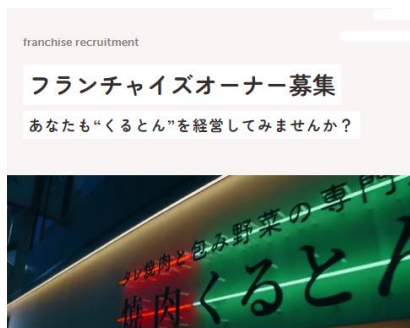 franchise recruitment
フランチャイズオーナー募集
あなたも“くるとん”を経営してみませんか？
タレ焼肉と包み野菜の専門
焼肉くるとん